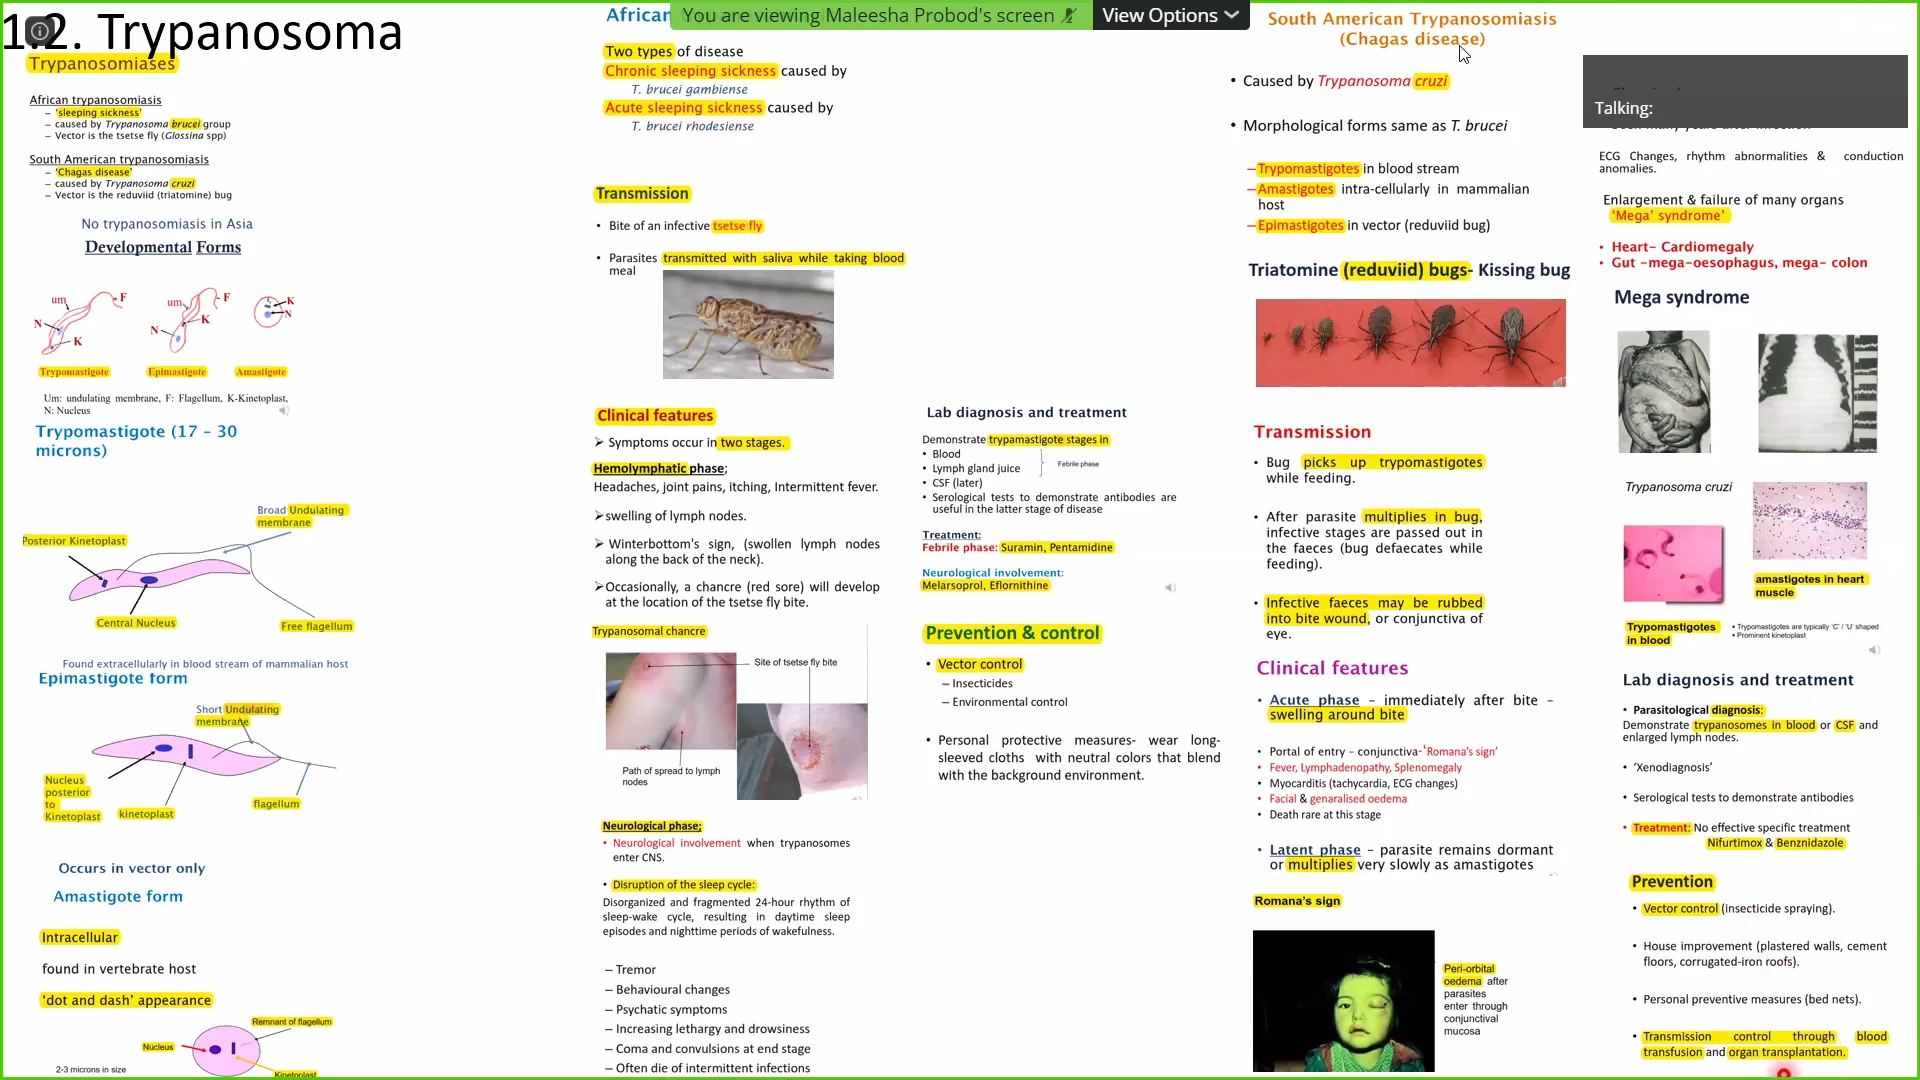 1.2. Trypanosoma
Trypanosomiases
African trypanosomiasis
– 'sleeping sickness'
– caused by Trypanosoma brucei group
– Vector is the tsetse fly (Glossina spp)
South American trypanosomiasis
– 'Chagas disease'
– caused by Trypanosoma cruzi
– Vector is the reduviid (triatomine) bug
No trypanosomiasis in Asia
Developmental Forms
um F N K
um F K N
K N
Trypomastigote Epimastigote Amastigote
Um: undulating membrane, F: Flagellum, K-Kinetoplast,
N: Nucleus
Trypomastigote (17 – 30
microns)
Broad Undulating
membrane
Posterior Kinetoplast
Central Nucleus
Free flagellum
Found extracellularly in blood stream of mammalian host
Epimastigote form
Short Undulating
membrane
Nucleus
posterior
to
Kinetoplast
kinetoplast
flagellum
Occurs in vector only
Amastigote form
Intracellular
found in vertebrate host
'dot and dash' appearance
Remnant of flagellum
Nucleus
Kinetoplast
2-3 microns in size
African
You are viewing Maleesha Probod's screen
View Options
Two types of disease
Chronic sleeping sickness caused by
T. brucei gambiense
Acute sleeping sickness caused by
T. brucei rhodesiense
Transmission
• Bite of an infective tsetse fly
• Parasites transmitted with saliva while taking blood
meal
Clinical features
➢ Symptoms occur in two stages.
Hemolymphatic phase;
Headaches, joint pains, itching, Intermittent fever.
➢swelling of lymph nodes.
➢ Winterbottom's sign, (swollen lymph nodes
along the back of the neck).
➢Occasionally, a chancre (red sore) will develop
at the location of the tsetse fly bite.
Trypanosomal chancre
Site of tsetse fly bite
Path of spread to lymph
nodes
Neurological phase;
• Neurological involvement when trypanosomes
enter CNS.
• Disruption of the sleep cycle:
Disorganized and fragmented 24-hour rhythm of
sleep-wake cycle, resulting in daytime sleep
episodes and nighttime periods of wakefulness.
– Tremor
– Behavioural changes
– Psychatic symptoms
– Increasing lethargy and drowsiness
– Coma and convulsions at end stage
– Often die of intermittent infections
Lab diagnosis and treatment
Demonstrate trypamastigote stages in
• Blood
• Lymph gland juice
Febrile phase
• CSF (later)
• Serological tests to demonstrate antibodies are
useful in the latter stage of disease
Treatment:
Febrile phase: Suramin, Pentamidine
Neurological involvement:
Melarsoprol, Eflornithine
Prevention & control
• Vector control
– Insecticides
– Environmental control
• Personal protective measures- wear long-
sleeved cloths with neutral colors that blend
with the background environment.
South American Trypanosomiasis
(Chagas disease)
• Caused by Trypanosoma cruzi
• Morphological forms same as T. brucei
–Trypomastigotes in blood stream
–Amastigotes intra-cellularly in mammalian
host
–Epimastigotes in vector (reduviid bug)
Triatomine (reduviid) bugs- Kissing bug
Transmission
• Bug picks up trypomastigotes
while feeding.
• After parasite multiplies in bug,
infective stages are passed out in
the faeces (bug defaecates while
feeding).
• Infective faeces may be rubbed
into bite wound, or conjunctiva of
eye.
Clinical features
• Acute phase – immediately after bite –
swelling around bite
• Portal of entry – conjunctiva-'Romana's sign'
• Fever, Lymphadenopathy, Splenomegaly
• Myocarditis (tachycardia, ECG changes)
• Facial & genaralised oedema
• Death rare at this stage
• Latent phase – parasite remains dormant
or multiplies very slowly as amastigotes
Romana's sign
Peri-orbital
oedema after
parasites
enter through
conjunctival
mucosa
Talking:
ECG Changes, rhythm abnormalities & conduction
anomalies.
Enlargement & failure of many organs
'Mega' syndrome'
• Heart- Cardiomegaly
• Gut -mega-oesophagus, mega- colon
Mega syndrome
Trypanosoma cruzi
amastigotes in heart
muscle
Trypomastigotes
in blood
• Trypomastigotes are typically 'C' / 'U' shaped
• Prominent kinetoplast
Lab diagnosis and treatment
• Parasitological diagnosis:
Demonstrate trypanosomes in blood or CSF and
enlarged lymph nodes.
• 'Xenodiagnosis'
• Serological tests to demonstrate antibodies
• Treatment: No effective specific treatment
Nifurtimox & Benznidazole
Prevention
• Vector control (insecticide spraying).
• House improvement (plastered walls, cement
floors, corrugated-iron roofs).
• Personal preventive measures (bed nets).
• Transmission control through blood
transfusion and organ transplantation.